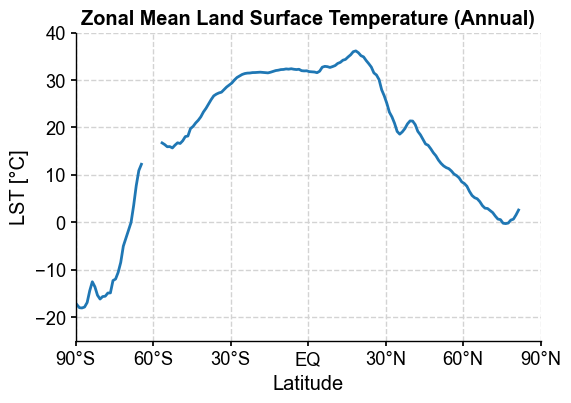 Zonal Mean Land Surface Temperature (Annual)
40
30
20
10
0
−10
−20
LST [°C]
90°S 60°S 30°S EQ 30°N 60°N 90°N
Latitude